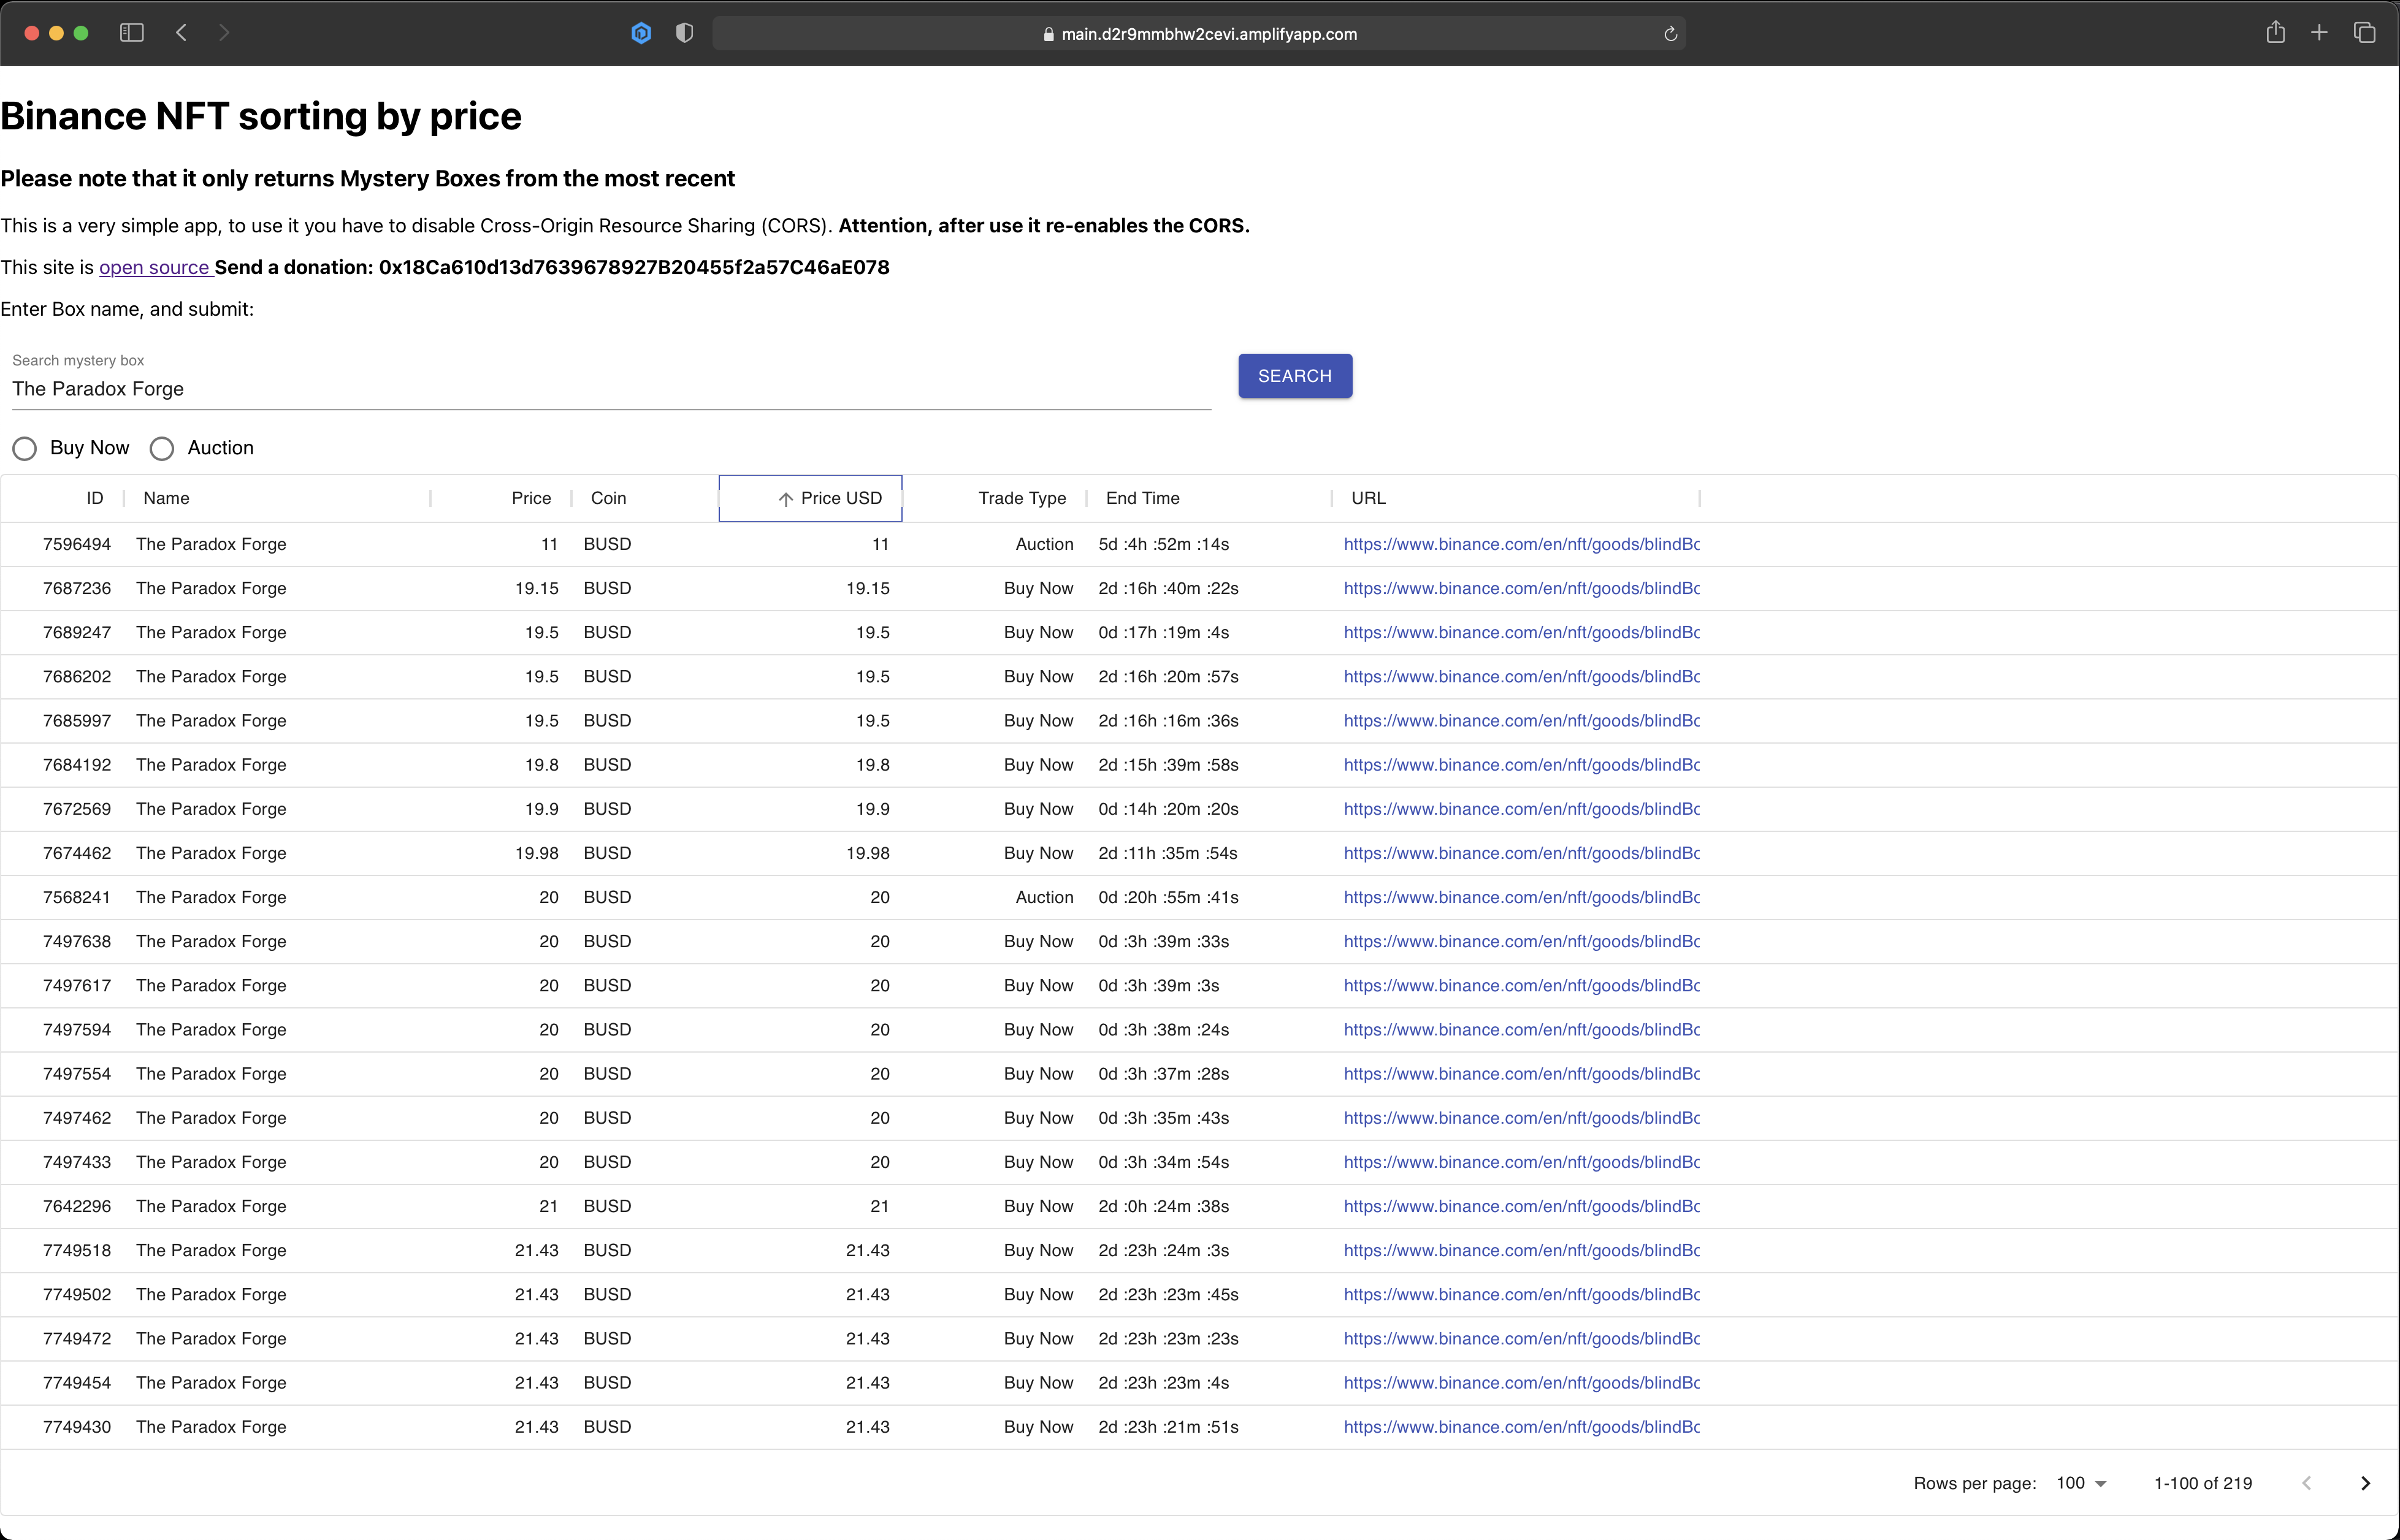 main.d2r9mmbhw2cevi.amplifyapp.com
Binance NFT sorting by price
Please note that it only returns Mystery Boxes from the most recent
This is a very simple app, to use it you have to disable Cross-Origin Resource Sharing (CORS). Attention, after use it re-enables the CORS.
This site is open source Send a donation: 0x18Ca610d13d7639678927B20455f2a57C46aE078
Enter Box name, and submit:
Search mystery box
The Paradox Forge
SEARCH
Buy Now Auction
ID Name Price Coin Price USD Trade Type End Time URL
7596494 The Paradox Forge 11 BUSD 11 Auction 5d :4h :52m :14s https://www.binance.com/en/nft/goods/blindBc
7687236 The Paradox Forge 19.15 BUSD 19.15 Buy Now 2d :16h :40m :22s https://www.binance.com/en/nft/goods/blindBc
7689247 The Paradox Forge 19.5 BUSD 19.5 Buy Now 0d :17h :19m :4s https://www.binance.com/en/nft/goods/blindBc
7686202 The Paradox Forge 19.5 BUSD 19.5 Buy Now 2d :16h :20m :57s https://www.binance.com/en/nft/goods/blindBc
7685997 The Paradox Forge 19.5 BUSD 19.5 Buy Now 2d :16h :16m :36s https://www.binance.com/en/nft/goods/blindBc
7684192 The Paradox Forge 19.8 BUSD 19.8 Buy Now 2d :15h :39m :58s https://www.binance.com/en/nft/goods/blindBc
7672569 The Paradox Forge 19.9 BUSD 19.9 Buy Now 0d :14h :20m :20s https://www.binance.com/en/nft/goods/blindBc
7674462 The Paradox Forge 19.98 BUSD 19.98 Buy Now 2d :11h :35m :54s https://www.binance.com/en/nft/goods/blindBc
7568241 The Paradox Forge 20 BUSD 20 Auction 0d :20h :55m :41s https://www.binance.com/en/nft/goods/blindBc
7497638 The Paradox Forge 20 BUSD 20 Buy Now 0d :3h :39m :33s https://www.binance.com/en/nft/goods/blindBc
7497617 The Paradox Forge 20 BUSD 20 Buy Now 0d :3h :39m :3s https://www.binance.com/en/nft/goods/blindBc
7497594 The Paradox Forge 20 BUSD 20 Buy Now 0d :3h :38m :24s https://www.binance.com/en/nft/goods/blindBc
7497554 The Paradox Forge 20 BUSD 20 Buy Now 0d :3h :37m :28s https://www.binance.com/en/nft/goods/blindBc
7497462 The Paradox Forge 20 BUSD 20 Buy Now 0d :3h :35m :43s https://www.binance.com/en/nft/goods/blindBc
7497433 The Paradox Forge 20 BUSD 20 Buy Now 0d :3h :34m :54s https://www.binance.com/en/nft/goods/blindBc
7642296 The Paradox Forge 21 BUSD 21 Buy Now 2d :0h :24m :38s https://www.binance.com/en/nft/goods/blindBc
7749518 The Paradox Forge 21.43 BUSD 21.43 Buy Now 2d :23h :24m :3s https://www.binance.com/en/nft/goods/blindBc
7749502 The Paradox Forge 21.43 BUSD 21.43 Buy Now 2d :23h :23m :45s https://www.binance.com/en/nft/goods/blindBc
7749472 The Paradox Forge 21.43 BUSD 21.43 Buy Now 2d :23h :23m :23s https://www.binance.com/en/nft/goods/blindBc
7749454 The Paradox Forge 21.43 BUSD 21.43 Buy Now 2d :23h :23m :4s https://www.binance.com/en/nft/goods/blindBc
7749430 The Paradox Forge 21.43 BUSD 21.43 Buy Now 2d :23h :21m :51s https://www.binance.com/en/nft/goods/blindBc
Rows per page: 100 1-100 of 219